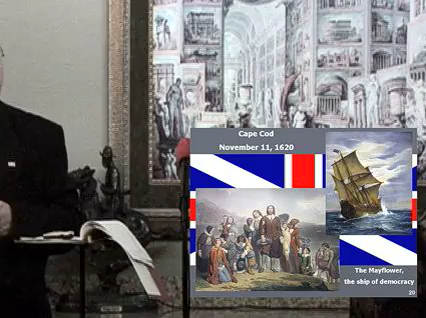 Cape Cod
November 11, 1620
The Mayflower,
the ship of democracy
20